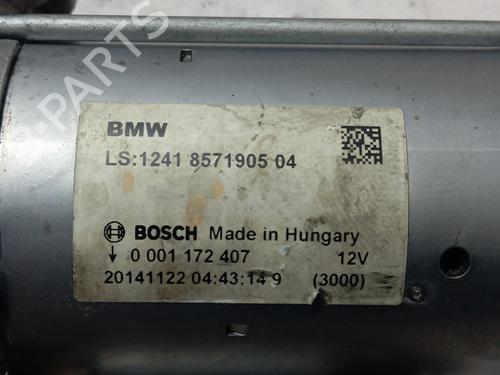 BMW
LS:1241 8571905 04
BOSCH Made in Hungary
↓ 0 001 172 407 12V
20141122 04:43:14 9 (3000)